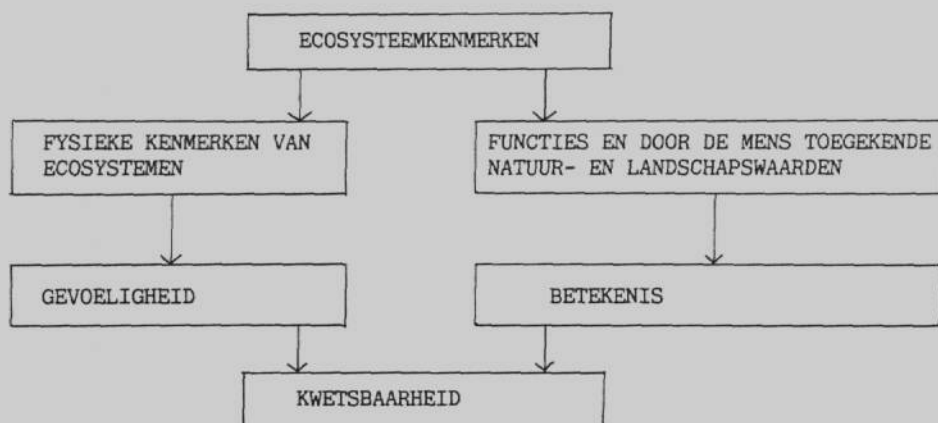 ECOSYSTEEMKENMERKEN
FYSIEKE KENMERKEN VAN
ECOSYSTEMEN
FUNCTIES EN DOOR DE MENS TOEGEKENDE
NATUUR- EN LANDSCHAPSWAARDEN
GEVOELIGHEID
BETEKENIS
KWETSBAARHEID